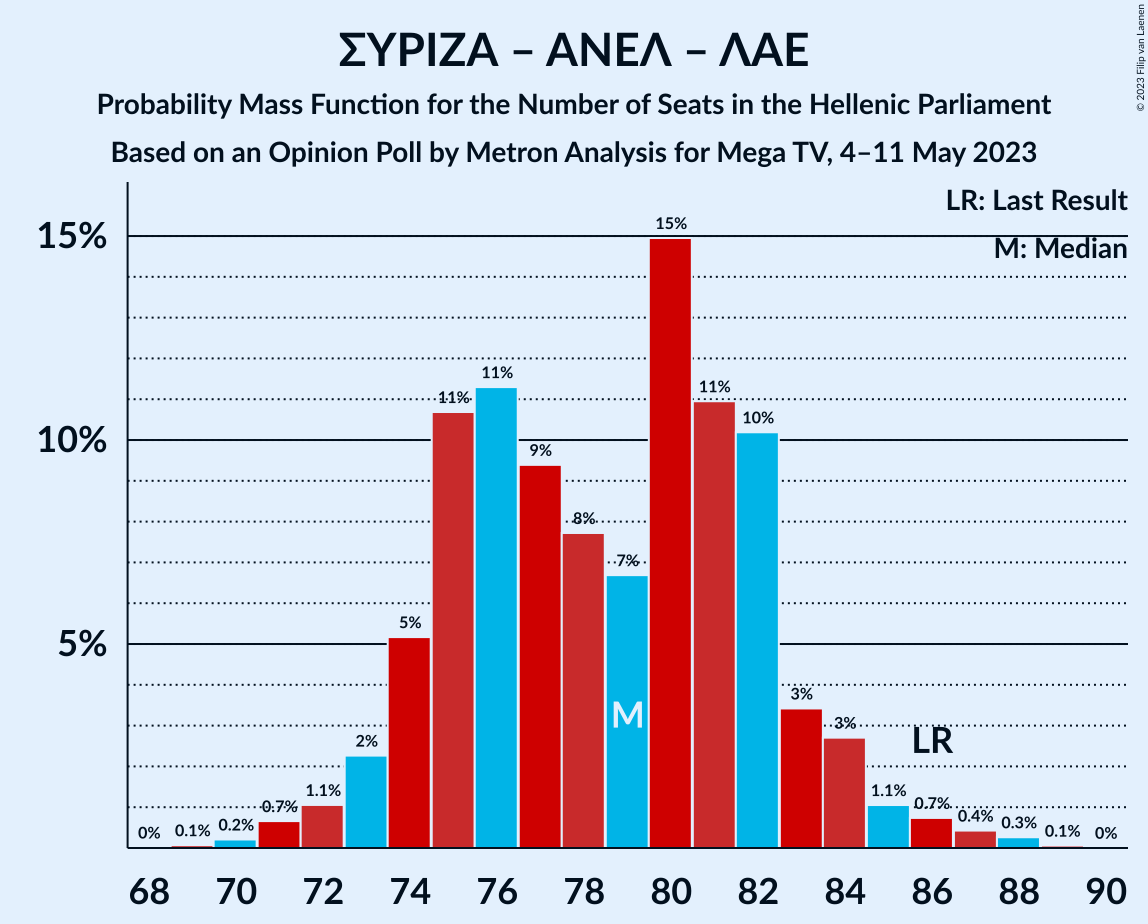 ΣΥΡΙΖΑ – ΑΝΕΛ – ΛΑΕ
Probability Mass Function for the Number of Seats in the Hellenic Parliament
Based on an Opinion Poll by Metron Analysis for Mega TV, 4–11 May 2023
© 2023 Filip van Laenen
LR: Last Result
M: Median
15%
10%
5%
0% 0.1% 0.2% 0.7% 1.1% 2% 5% 11% 11% 9% 8% 7% 15% 11% 10% 3% 3% 1.1% 0.7% 0.4% 0.3% 0.1% 0%
M
LR
68 70 72 74 76 78 80 82 84 86 88 90